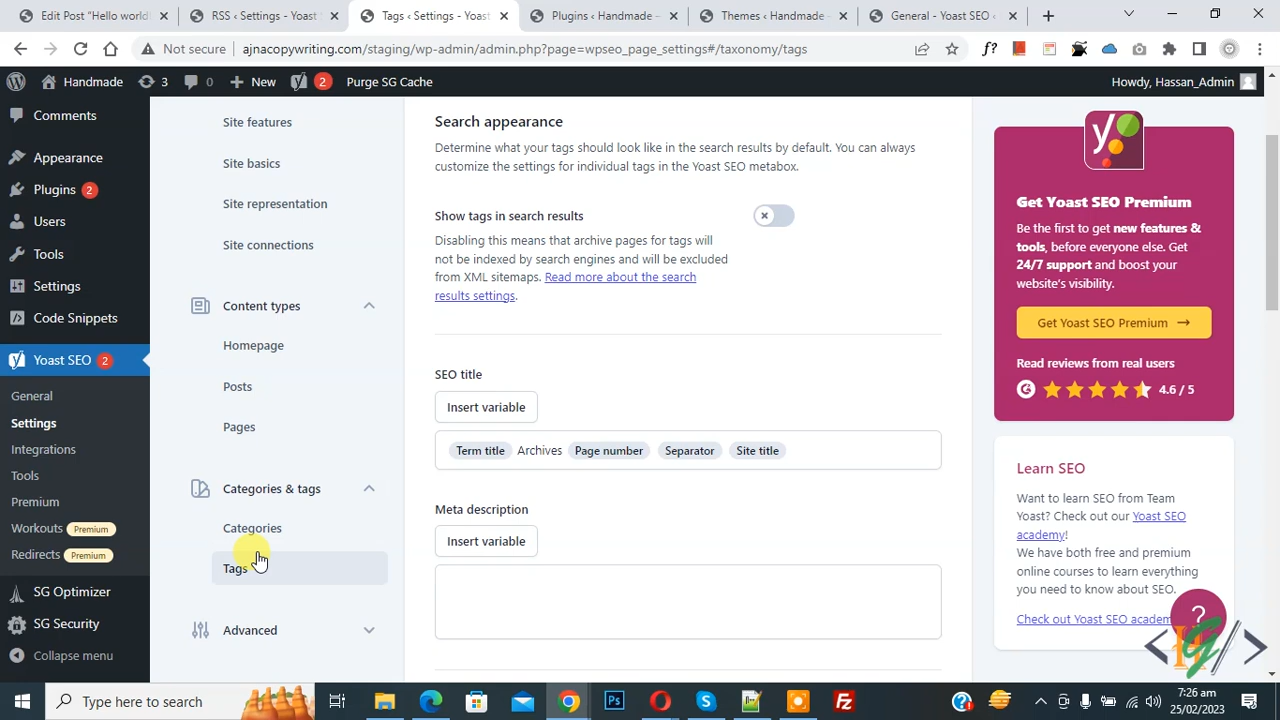 Edit Post “Hello world!
RSS ‹ Settings - Yoast
Tags ‹ Settings - Yoast
Plugins ‹ Handmade –
Themes ‹ Handmade –
General - Yoast SEO ‹
Not secure
ajnacopywriting.com/staging/wp-admin/admin.php?page=wpseo_page_settings#/taxonomy/tags
Handmade
3
0
New
2
Purge SG Cache
Howdy, Hassan_Admin
Comments
Appearance
Plugins 2
Users
Tools
Settings
Code Snippets
Yoast SEO 2
General
Settings
Integrations
Tools
Premium
Workouts Premium
Redirects Premium
SG Optimizer
SG Security
Collapse menu
Site features
Site basics
Site representation
Site connections
Content types
Homepage
Posts
Pages
Categories & tags
Categories
Tags
Advanced
Search appearance
Determine what your tags should look like in the search results by default. You can always
customize the settings for individual tags in the Yoast SEO metabox.
Show tags in search results
Disabling this means that archive pages for tags will
not be indexed by search engines and will be excluded
from XML sitemaps. Read more about the search
results settings.
SEO title
Insert variable
Term title Archives Page number Separator Site title
Meta description
Insert variable
Get Yoast SEO Premium
Be the first to get new features &
tools, before everyone else. Get
24/7 support and boost your
website's visibility.
Get Yoast SEO Premium →
Read reviews from real users
4.6 / 5
Learn SEO
Want to learn SEO from Team
Yoast? Check out our Yoast SEO
academy!
We have both free and premium
online courses to learn everything
you need to know about SEO.
Check out Yoast SEO academ
?
Type here to search
7:26 am
25/02/2023